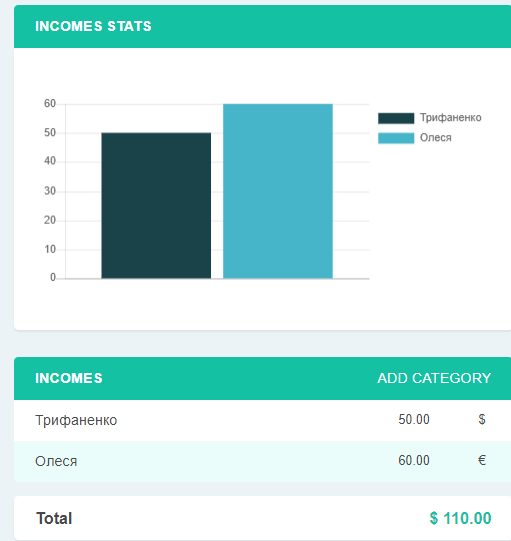 INCOMES STATS
60
Трифаненко
Олеся
50
40
30
20
10
0
INCOMES ADD CATEGORY
Трифаненко 50.00 $
Олеся 60.00 €
Total $ 110.00